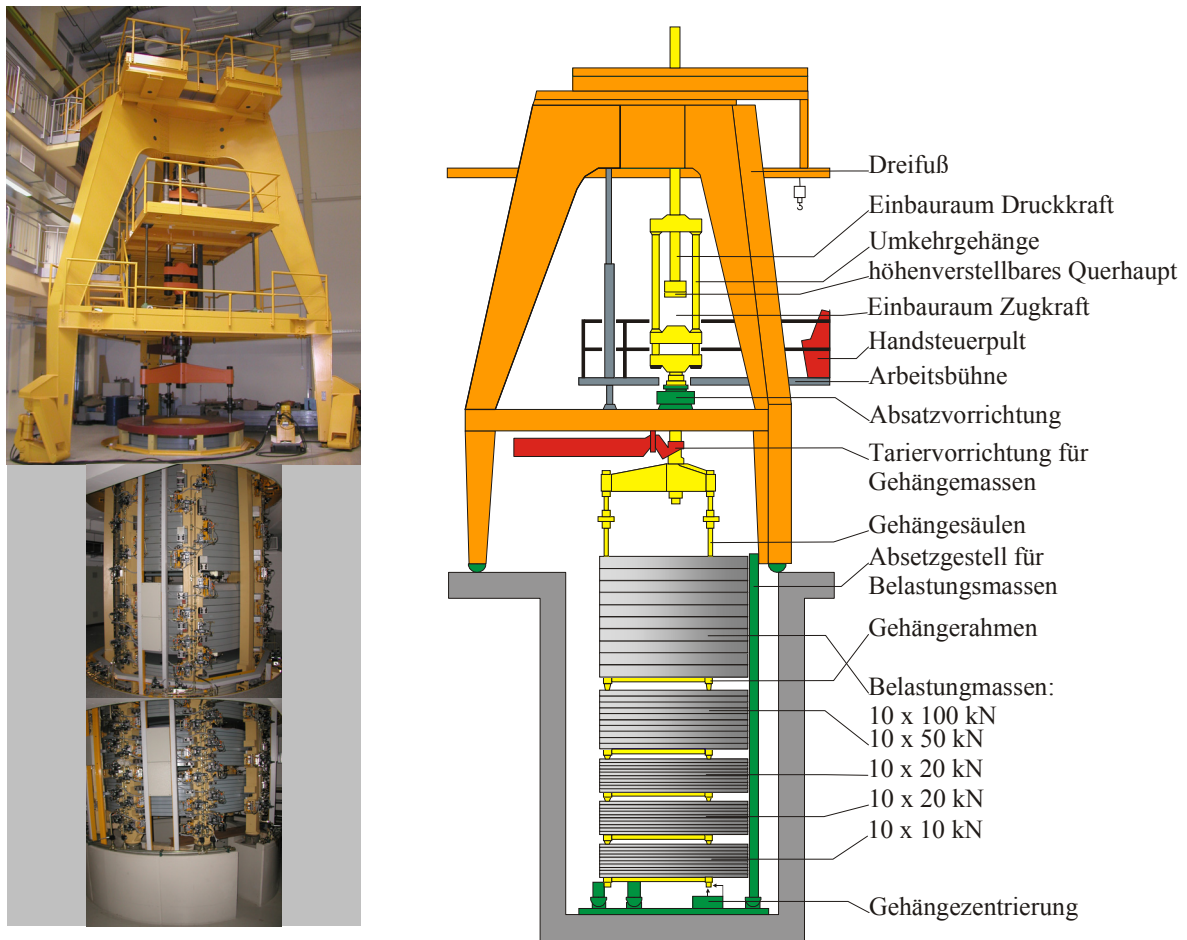 Dreifuß
Einbauraum Druckkraft
Umkehrgehänge
höhenverstellbares Querhaupt
Einbauraum Zugkraft
Handsteuerpult
Arbeitsbühne
Absatzvorrichtung
Tariervorrichtung für
Gehängemassen
Gehängesäulen
Absetzgestell für
Belastungsmassen
Gehängerahmen
Belastungmassen:
10 x 100 kN
10 x 50 kN
10 x 20 kN
10 x 20 kN
10 x 10 kN
Gehängezentrierung